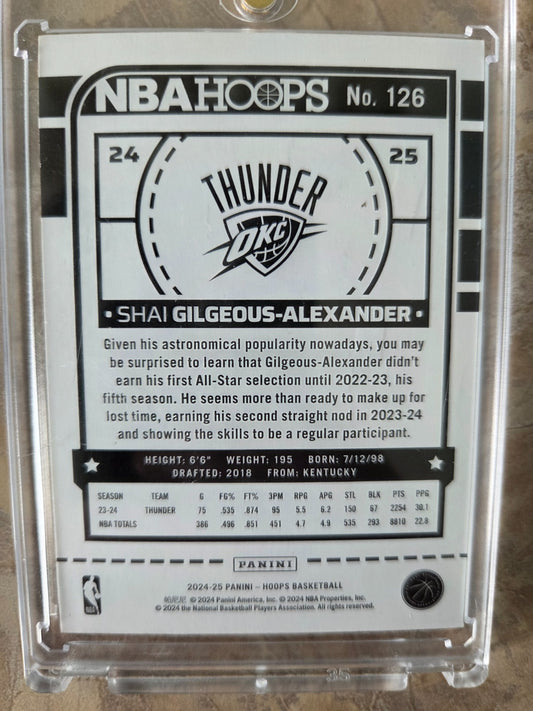 NBA HOOPS No. 126
24 25
THUNDER
OKC
• SHAI GILGEOUS-ALEXANDER •
Given his astronomical popularity nowadays, you may
be surprised to learn that Gilgeous-Alexander didn't
earn his first All-Star selection until 2022-23, his
fifth season. He seems more than ready to make up for
lost time, earning his second straight nod in 2023-24
and showing the skills to be a regular participant.
HEIGHT: 6'6" WEIGHT: 195 BORN: 7/12/98
DRAFTED: 2018 FROM: KENTUCKY
SEASON TEAM G FG% FT% 3PM RPG APG STL BLK PTS PPG
23-24 THUNDER 75 .535 .874 95 5.5 6.2 150 67 2254 30.1
NBA TOTALS 386 .496 .851 451 4.7 4.9 535 293 8810 22.8
PANINI
2024-25 PANINI – HOOPS BASKETBALL
© 2024 Panini America, Inc. © 2024 NBA Properties, Inc.
© 2024 the National Basketball Players Association. All rights reserved.
NBA
35